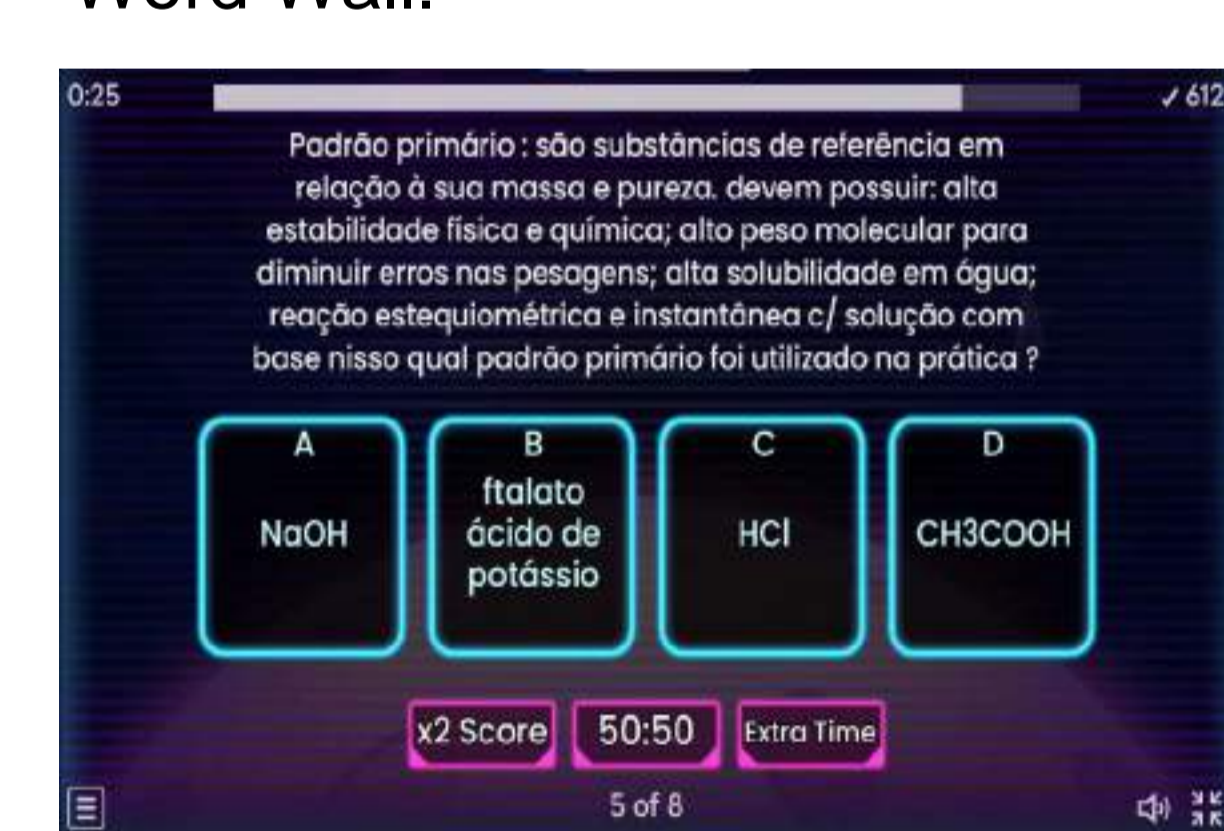 Word Wall.
0:25
✓ 612
Padrão primário : são substâncias de referência em
relação à sua massa e pureza. devem possuir: alta
estabilidade física e química; alto peso molecular para
diminuir erros nas pesagens; alta solubilidade em água;
reação estequiométrica e instantânea c/ solução com
base nisso qual padrão primário foi utilizado na prática ?
A
NaOH
B
ftalato
ácido de
potássio
C
HCl
D
CH3COOH
x2 Score
50:50
Extra Time
5 of 8